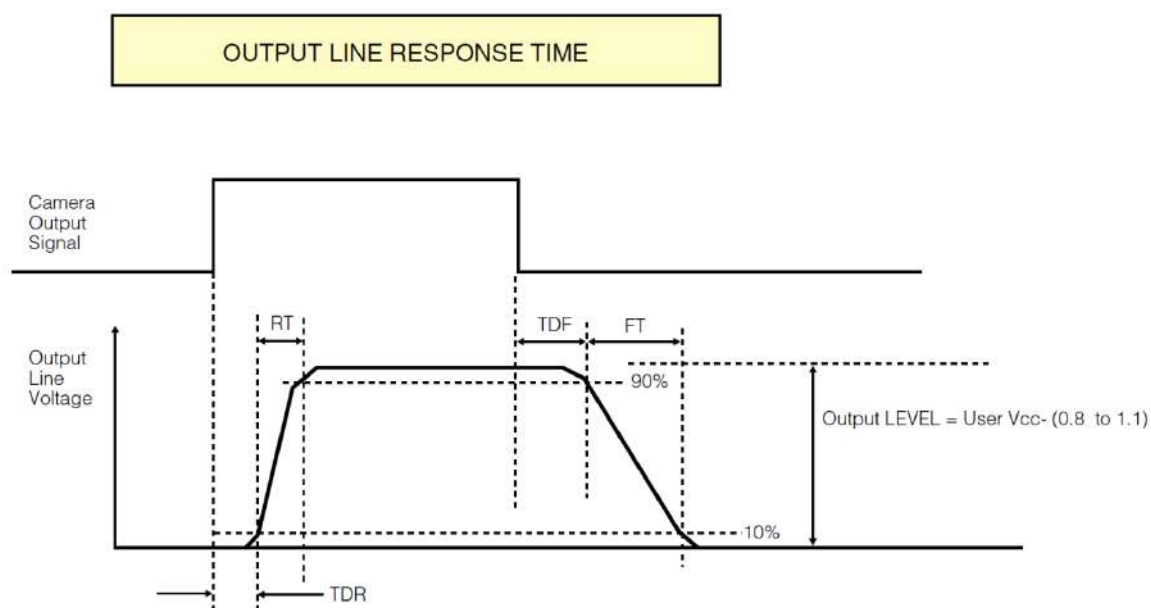 OUTPUT LINE RESPONSE TIME
Camera
Output
Signal
RT
TDF
FT
Output
Line
Voltage
90%
Output LEVEL = User Vcc- (0.8 to 1.1)
10%
TDR